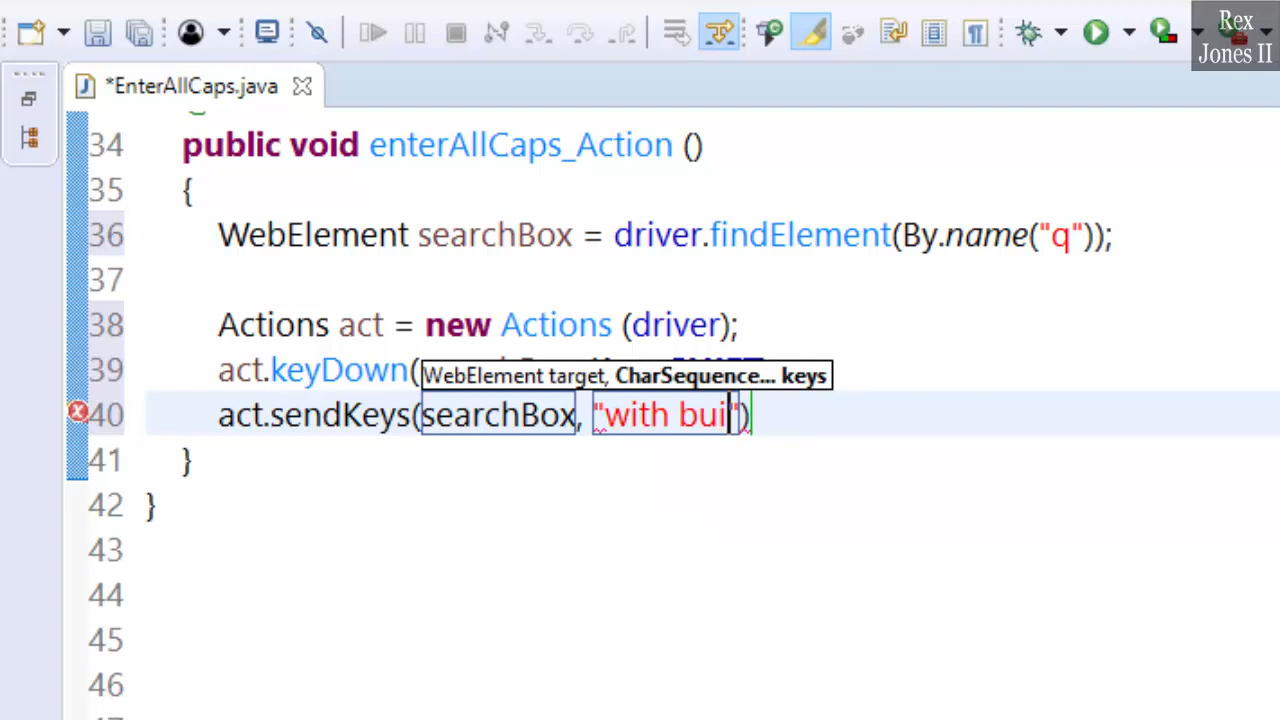 Rex
Jones II
*EnterAllCaps.java
34 public void enterAllCaps_Action ()
35 {
36 WebElement searchBox = driver.findElement(By.name("q"));
37
38 Actions act = new Actions (driver);
39 act.keyDown(
WebElement target, CharSequence... keys
40 act.sendKeys(searchBox, "with bui")
41 }
42 }
43
44
45
46